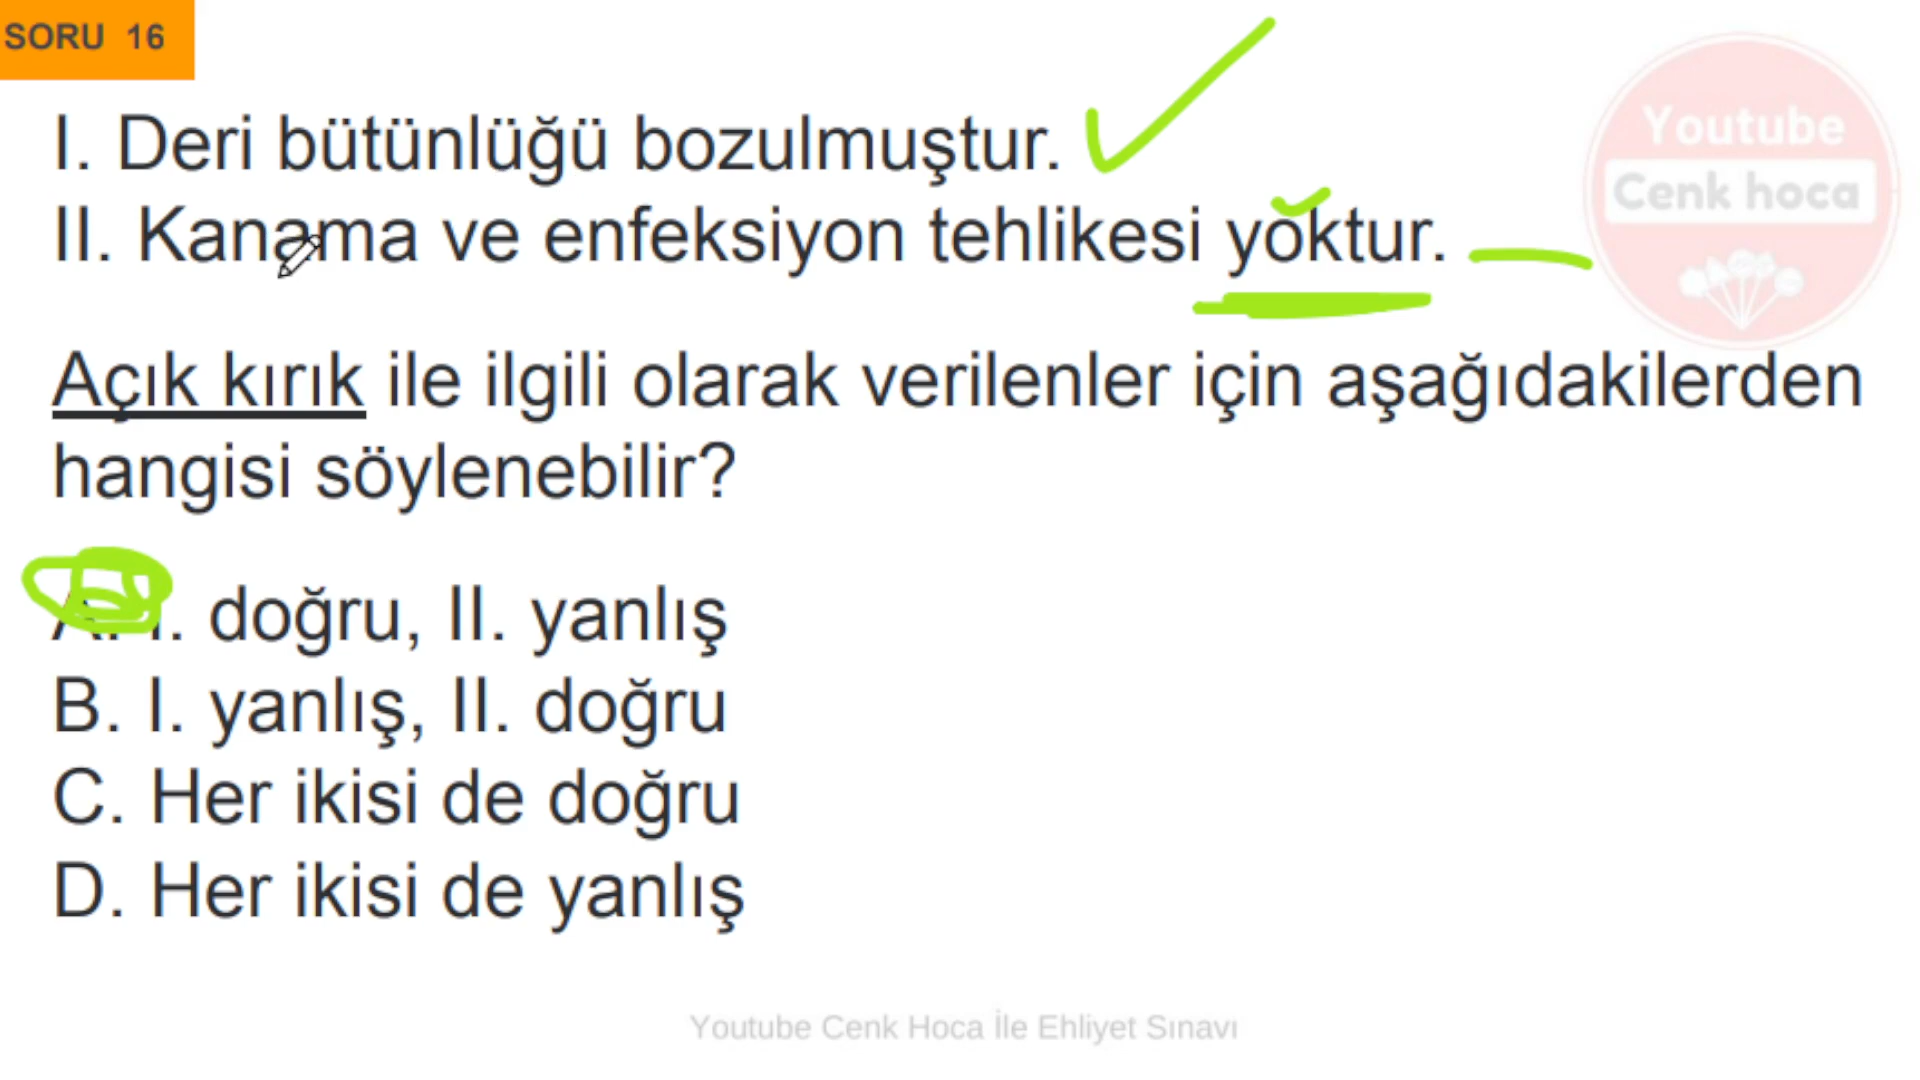 SORU 16
I. Deri bütünlüğü bozulmuştur.
II. Kanama ve enfeksiyon tehlikesi yoktur.
Youtube
Cenk hoca
Açık kırık ile ilgili olarak verilenler için aşağıdakilerden
hangisi söylenebilir?
A. I. doğru, II. yanlış
B. I. yanlış, II. doğru
C. Her ikisi de doğru
D. Her ikisi de yanlış
Youtube Cenk Hoca İle Ehliyet Sınavı